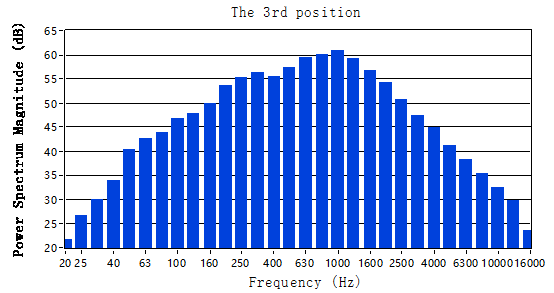 The 3rd position
Power Spectrum Magnitude (dB)
65
60
55
50
45
40
35
30
25
20
20 25 40 63 100 160 250 400 630 1000 1600 2500 4000 6300 10000 16000
Frequency (Hz)